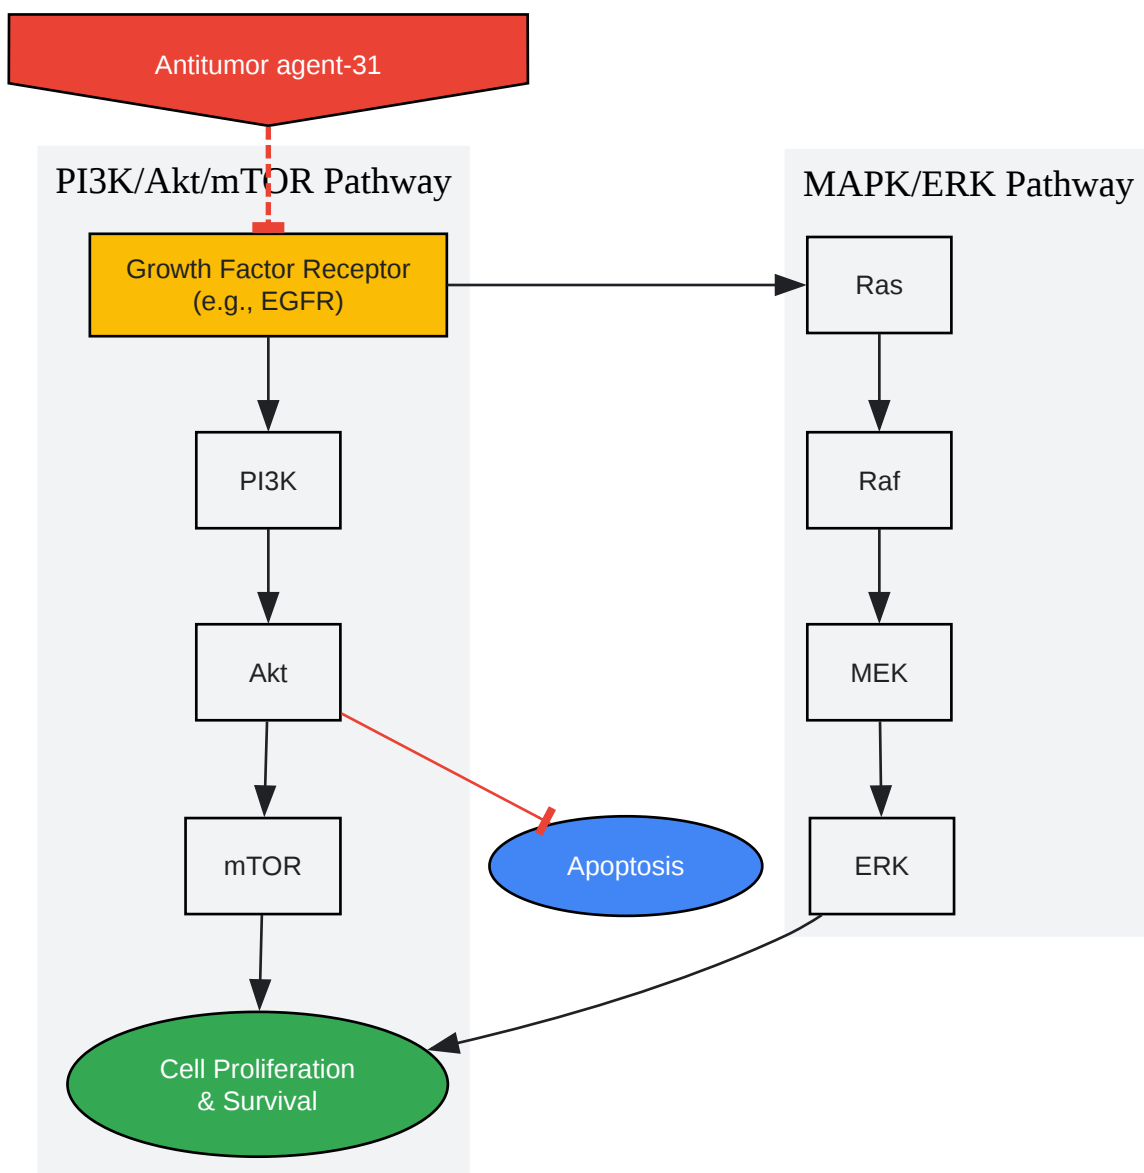 Antitumor agent-31
PI3K/Akt/mTOR Pathway
MAPK/ERK Pathway
Growth Factor Receptor
(e.g., EGFR)
Ras
PI3K
Raf
Akt
MEK
mTOR
Apoptosis
ERK
Cell Proliferation
& Survival